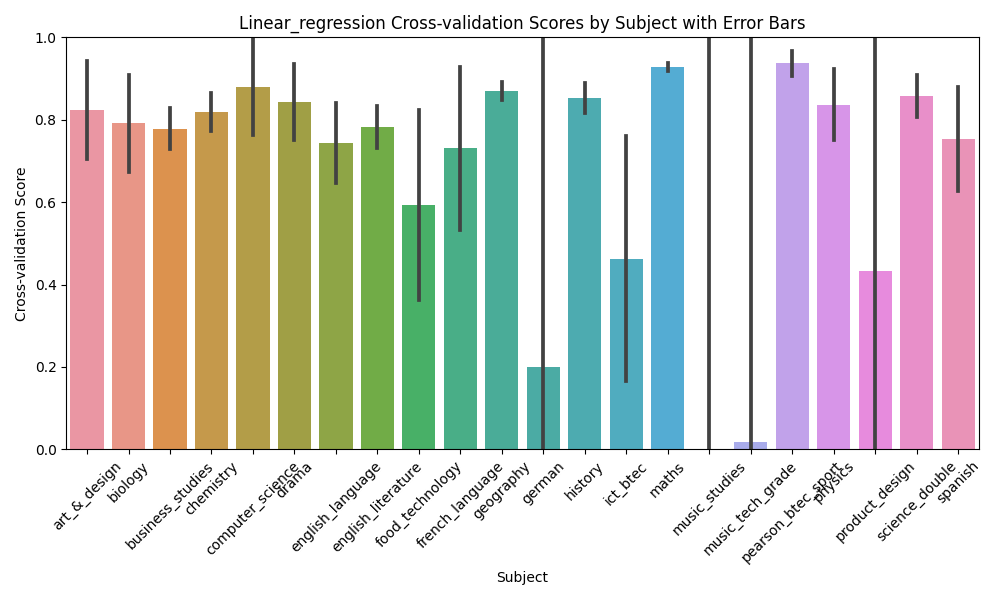 Linear_regression Cross-validation Scores by Subject with Error Bars
Cross-validation Score
1.0
0.8
0.6
0.4
0.2
0.0
art_&_design
biology
business_studies
chemistry
computer_science
drama
english_language
english_literature
food_technology
french_language
geography
german
history
ict_btec
maths
music_studies
music_tech_grade
pearson_btec_sport
physics
product_design
science_double
spanish
Subject